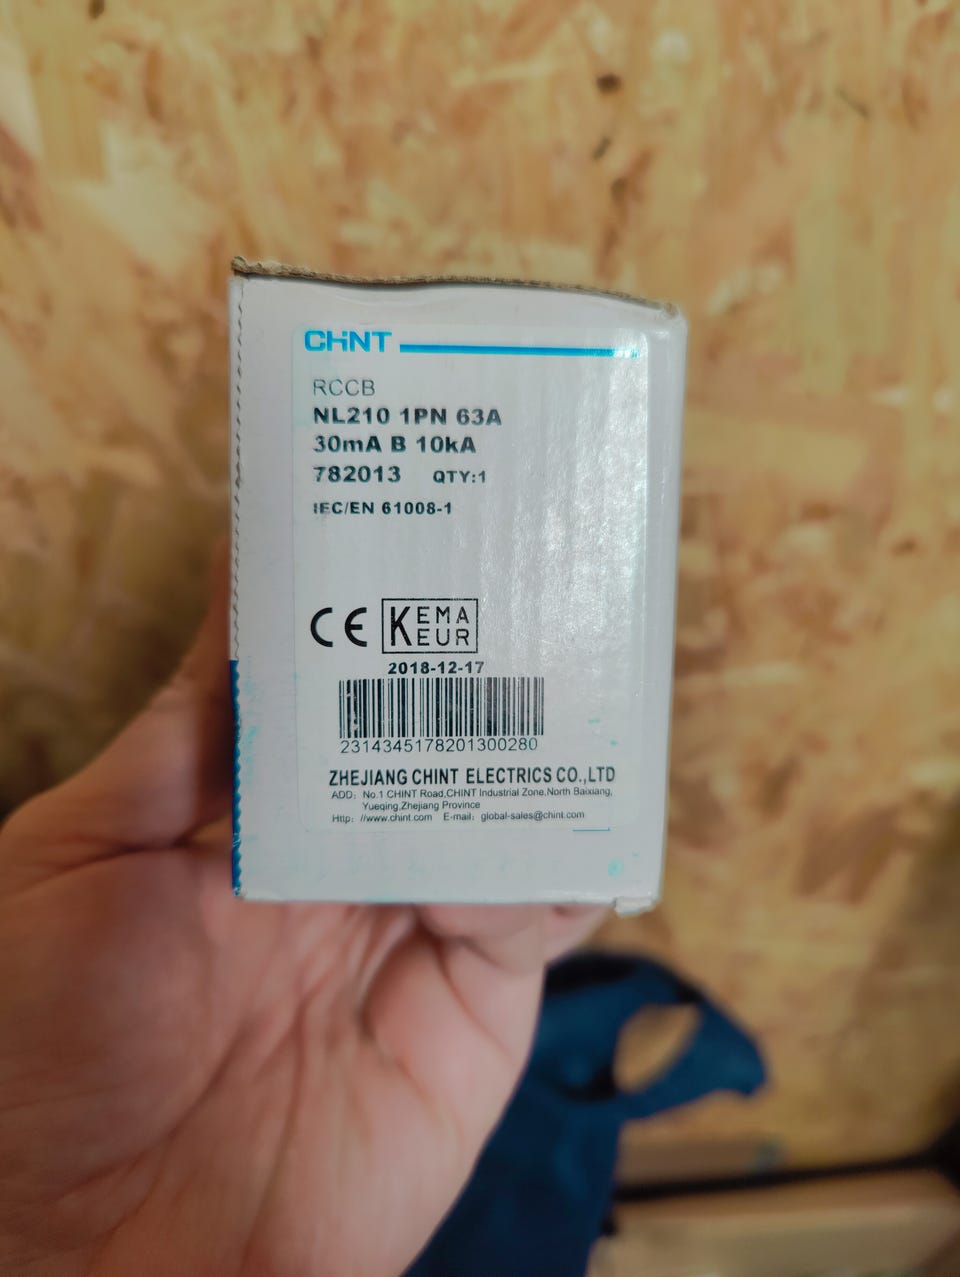 CHNT
RCCB
NL210 1PN 63A
30mA B 10kA
782013 QTY:1
IEC/EN 61008-1
CE KEMA
KEUR
2018-12-17
2314345178201300280
ZHEJIANG CHINT ELECTRICS CO.,LTD
ADD: No.1 CHINT Road,CHINT Industrial Zone,North Baixiang,
Yueqing,Zhejiang Province
Http: //www.chint.com E-mail: global-sales@chint.com